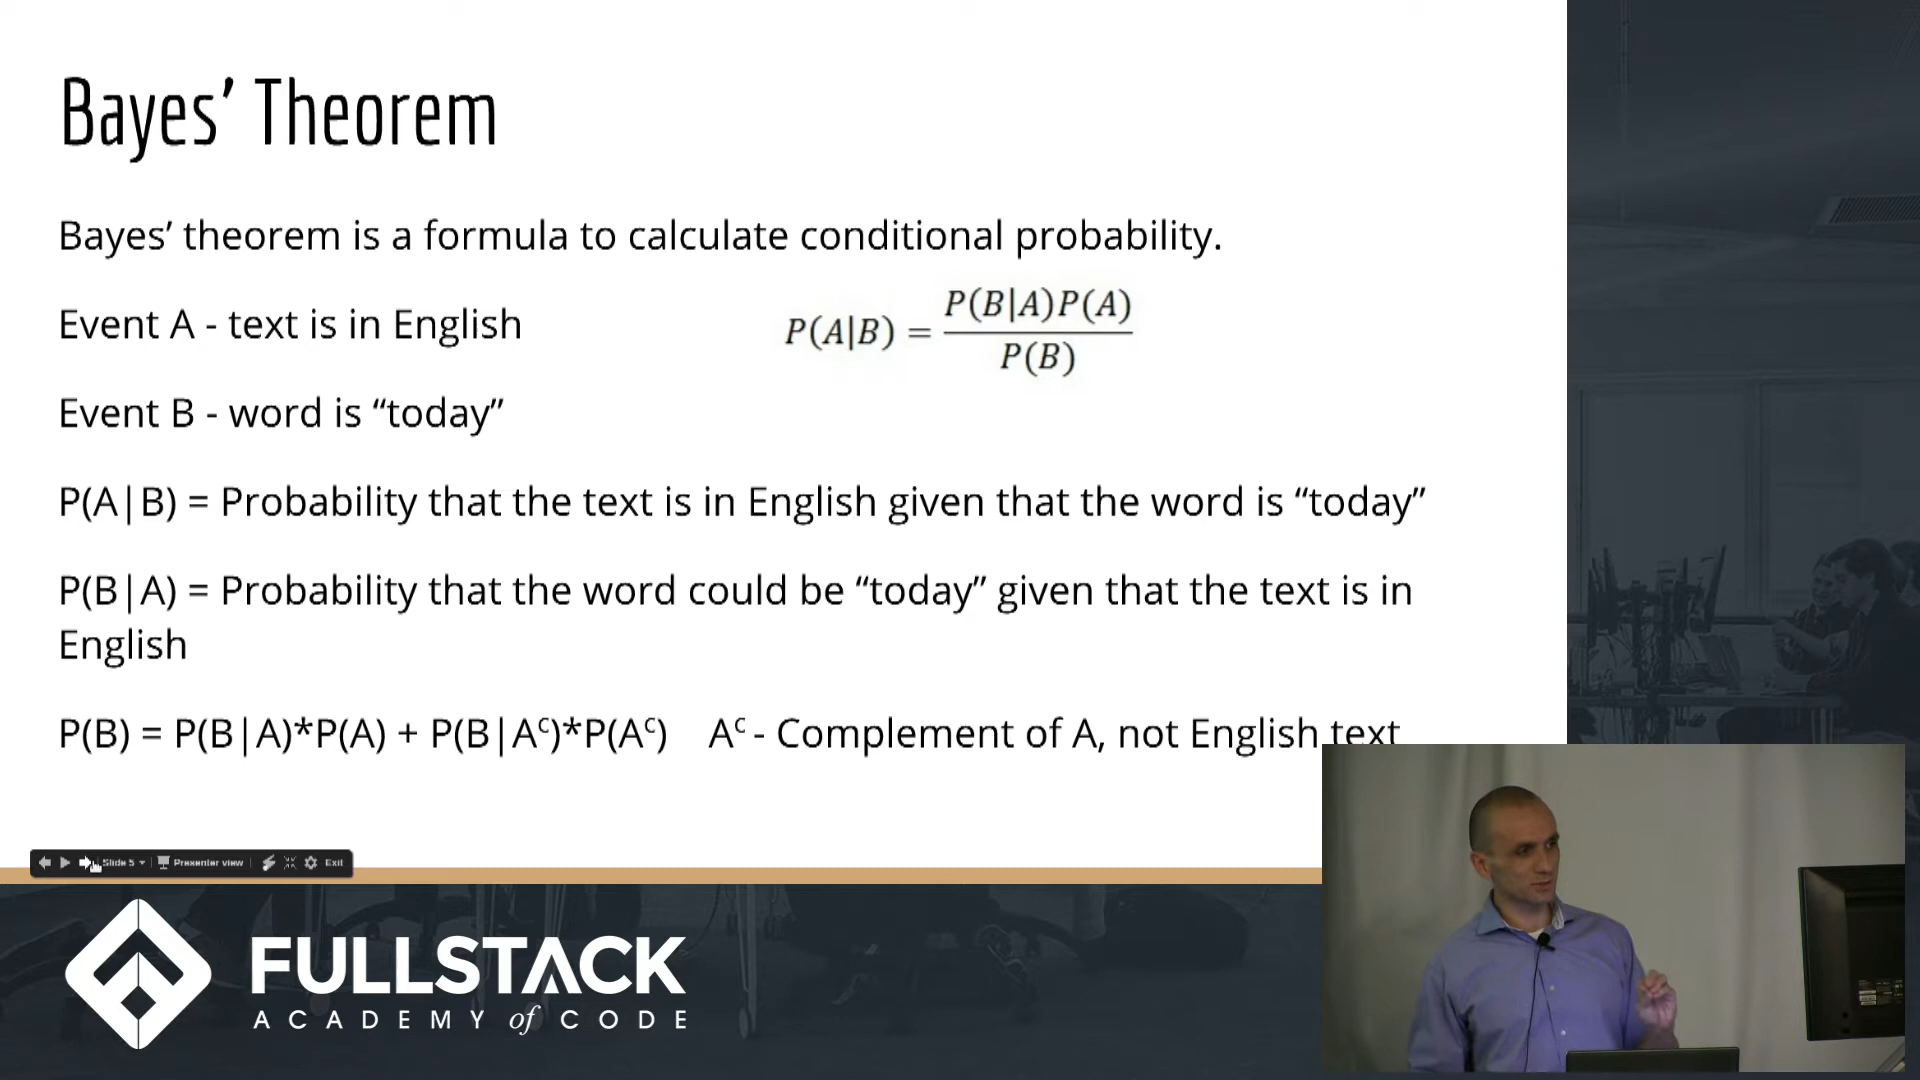 Bayes’ Theorem
Bayes’ theorem is a formula to calculate conditional probability.
Event A - text is in English
P(A|B) = P(B|A)P(A) / P(B)
Event B - word is “today”
P(A|B) = Probability that the text is in English given that the word is “today”
P(B|A) = Probability that the word could be “today” given that the text is in
English
P(B) = P(B|A)*P(A) + P(B|Aᶜ)*P(Aᶜ) Aᶜ - Complement of A, not English text
Slide 5 Presenter view Exit
FULLSTACK
ACADEMY of CODE